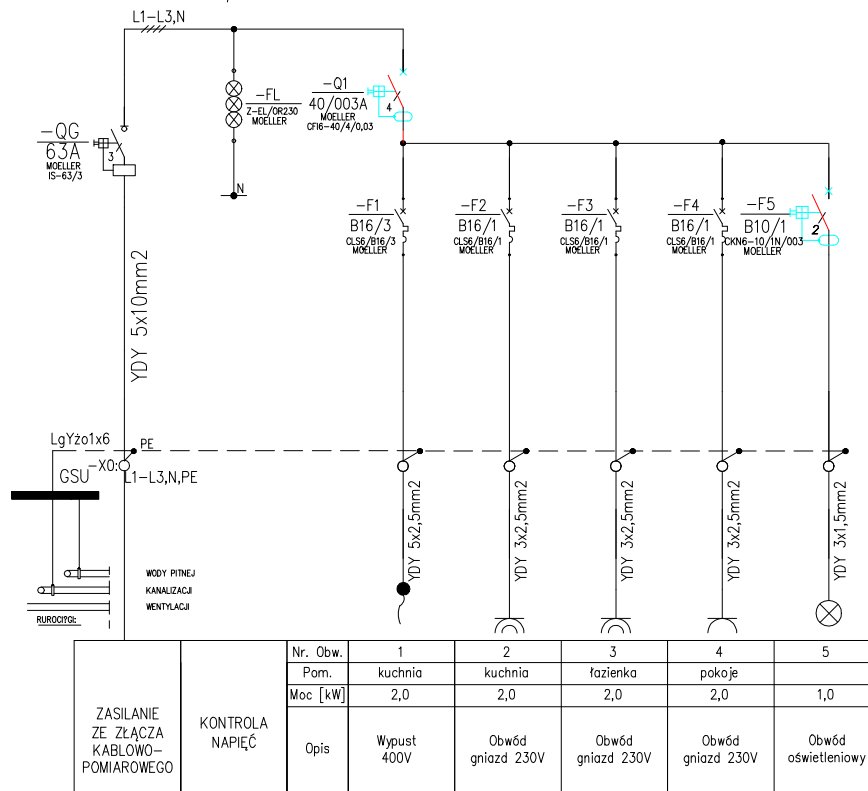 L1-L3,N
-FL
Z-EL/OR230
MOELLER
-Q1
40/003A
MOELLER
CFI6-40/4/0,03
4
-QG
63A
MOELLER
IS-63/3
3
N
-F1
B16/3
CLS6/B16/3
MOELLER
-F2
B16/1
CLS6/B16/1
MOELLER
-F3
B16/1
CLS6/B16/1
MOELLER
-F4
B16/1
CLS6/B16/1
MOELLER
-F5
B10/1
CKN6-10/1N/003
MOELLER
2
YDY 5x10mm2
LgYżo1x6
PE
-X0:
L1-L3,N,PE
GSU
YDY 5x2,5mm2
YDY 3x2,5mm2
YDY 3x2,5mm2
YDY 3x2,5mm2
YDY 3x1,5mm2
WODY PITNEJ
KANALIZACJI
WENTYLACJI
RUROCI?GI:
ZASILANIE
ZE ZŁĄCZA
KABLOWO-
POMIAROWEGO
KONTROLA
NAPIĘĆ
Nr. Obw. 1 2 3 4 5
Pom. kuchnia kuchnia łazienka pokoje
Moc [kW] 2,0 2,0 2,0 2,0 1,0
Opis
Wypust
400V
Obwód
gniazd 230V
Obwód
gniazd 230V
Obwód
gniazd 230V
Obwód
oświetleniowy